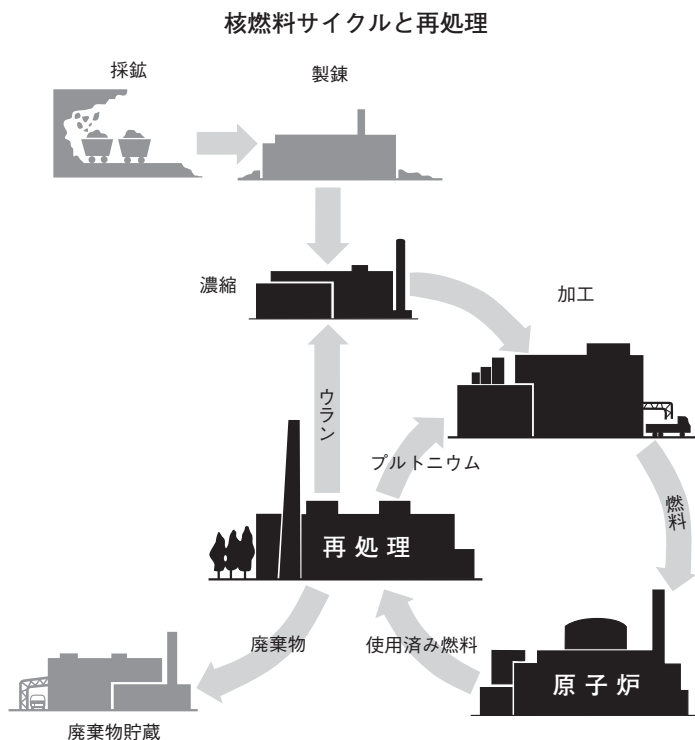 核燃料サイクルと再処理
採鉱
製錬
濃縮
加工
ウラン
プルトニウム
燃料
再処理
廃棄物
使用済み燃料
原子炉
廃棄物貯蔵